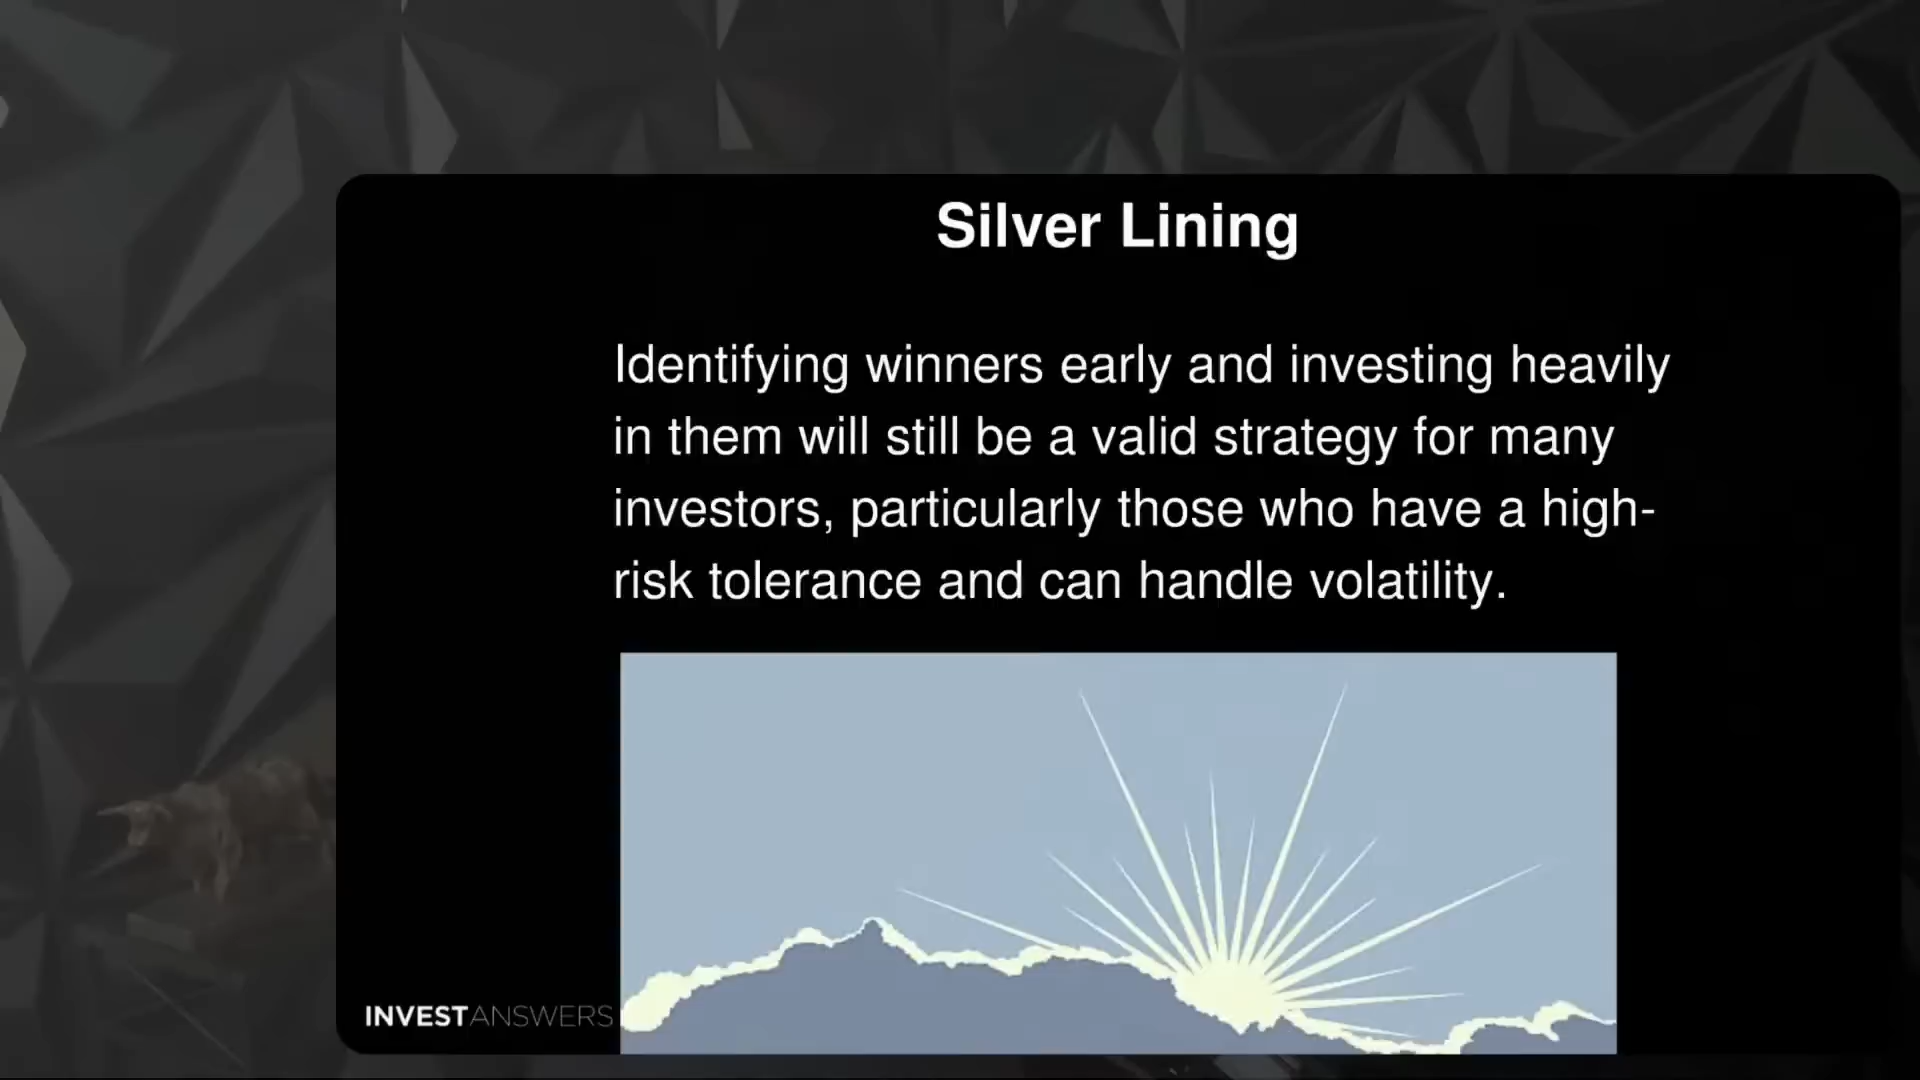 Silver Lining
Identifying winners early and investing heavily
in them will still be a valid strategy for many
investors, particularly those who have a high-
risk tolerance and can handle volatility.
INVESTANSWERS